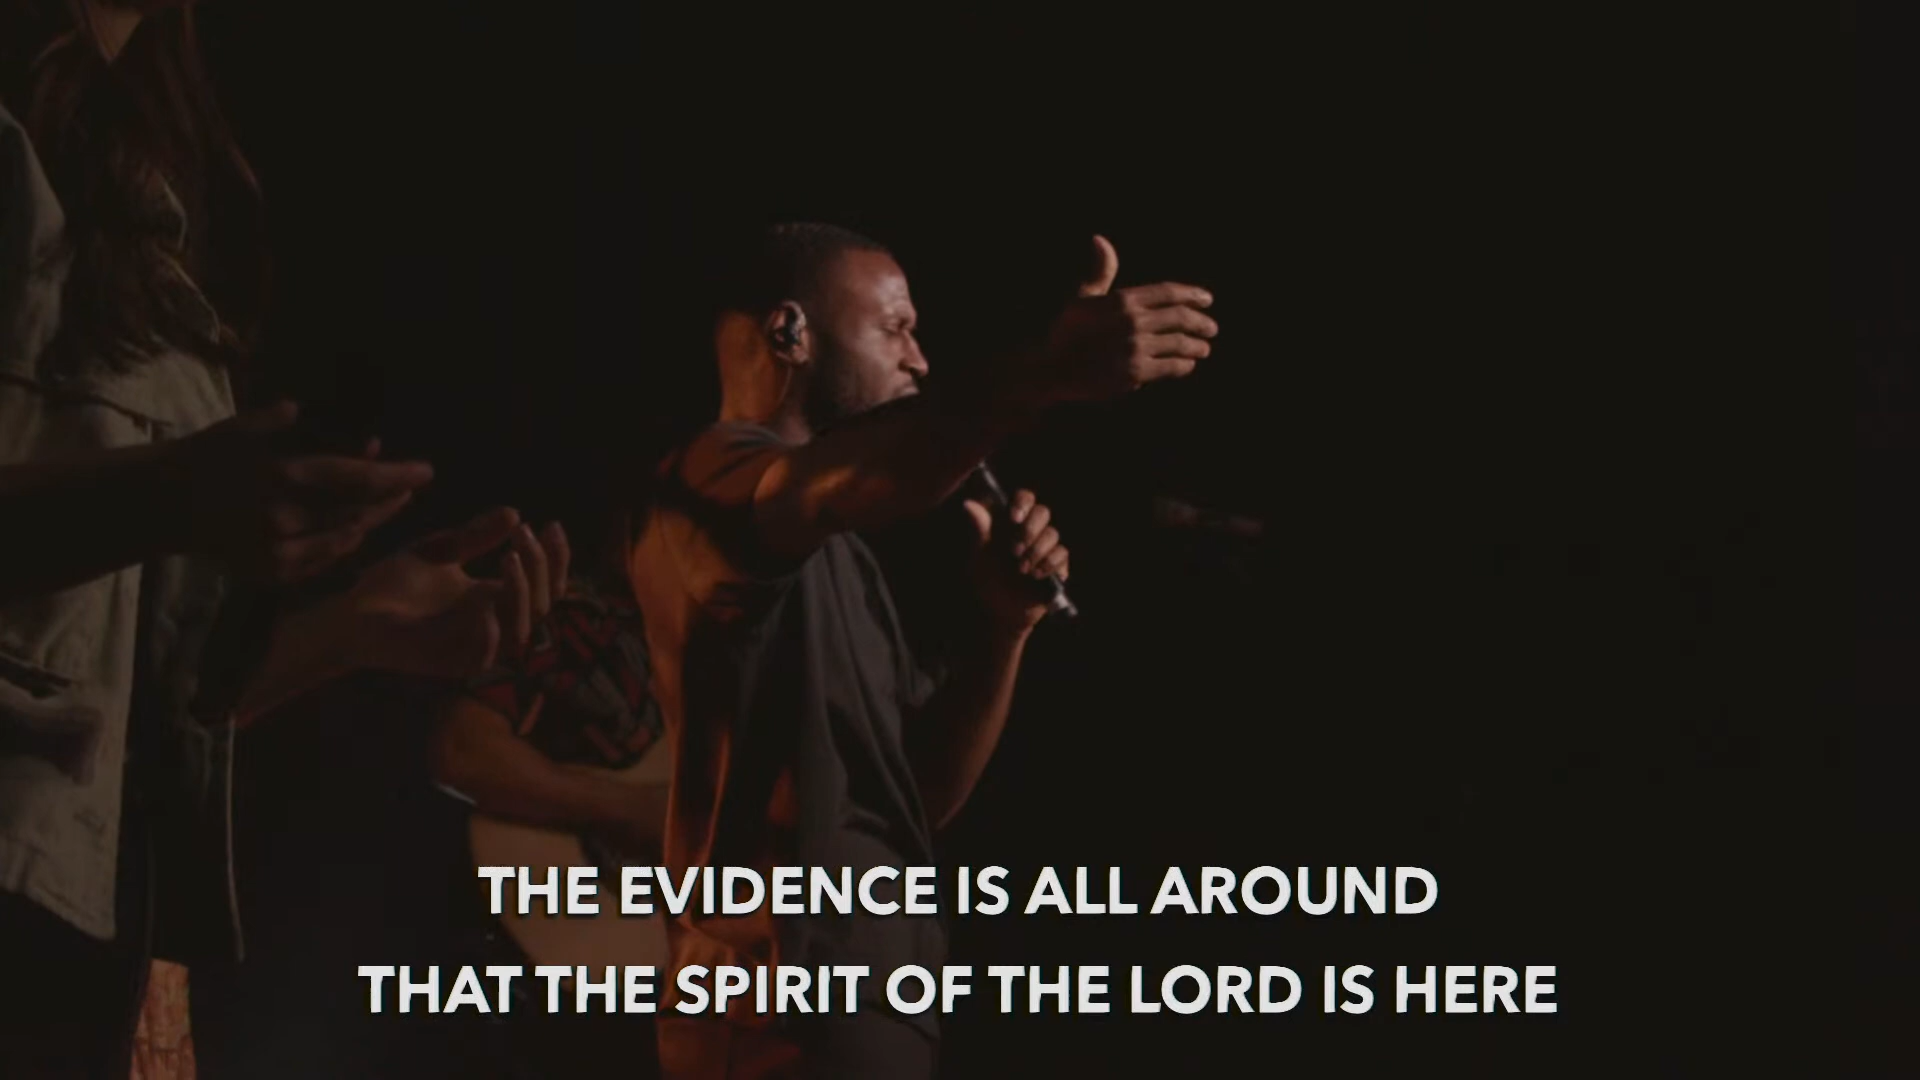 THE EVIDENCE IS ALL AROUND
THAT THE SPIRIT OF THE LORD IS HERE